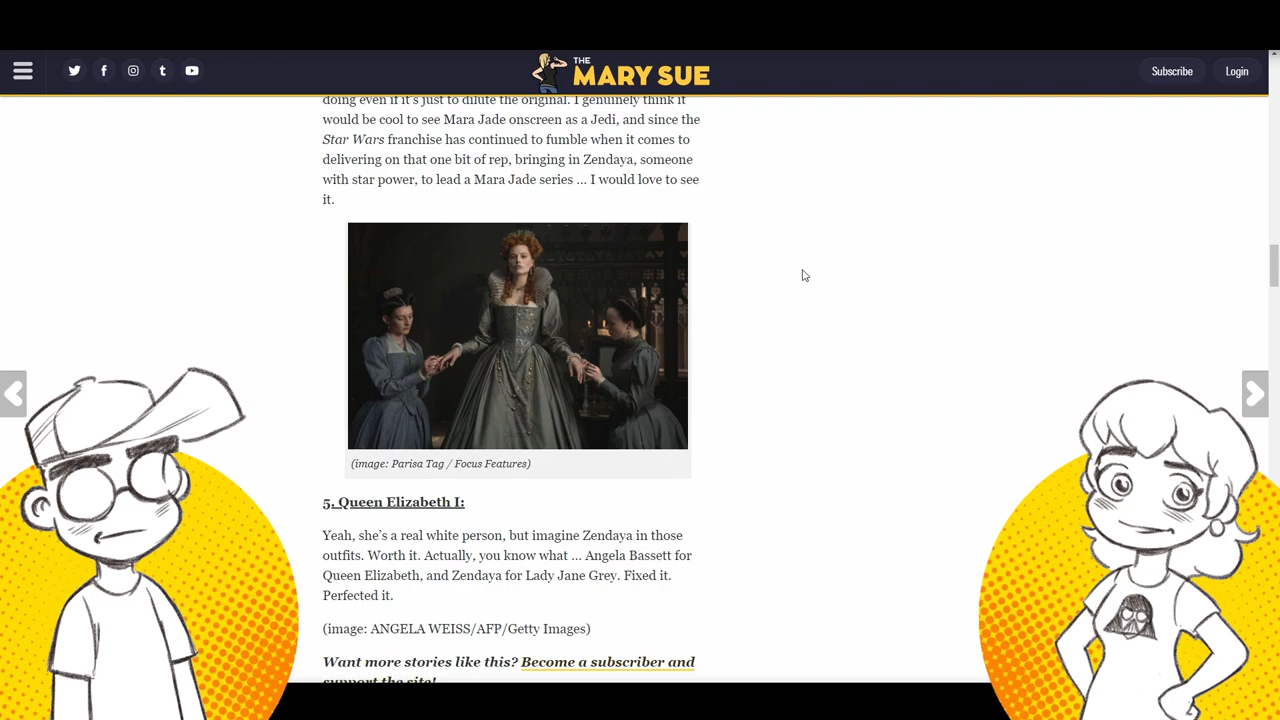 THE
MARY SUE
Subscribe
Login
doing even if it's just to dilute the original. I genuinely think it
would be cool to see Mara Jade onscreen as a Jedi, and since the
Star Wars franchise has continued to fumble when it comes to
delivering on that one bit of rep, bringing in Zendaya, someone
with star power, to lead a Mara Jade series … I would love to see
it.
(image: Parisa Tag / Focus Features)
5. Queen Elizabeth I:
Yeah, she's a real white person, but imagine Zendaya in those
outfits. Worth it. Actually, you know what … Angela Bassett for
Queen Elizabeth, and Zendaya for Lady Jane Grey. Fixed it.
Perfected it.
(image: ANGELA WEISS/AFP/Getty Images)
Want more stories like this? Become a subscriber and
support the site!